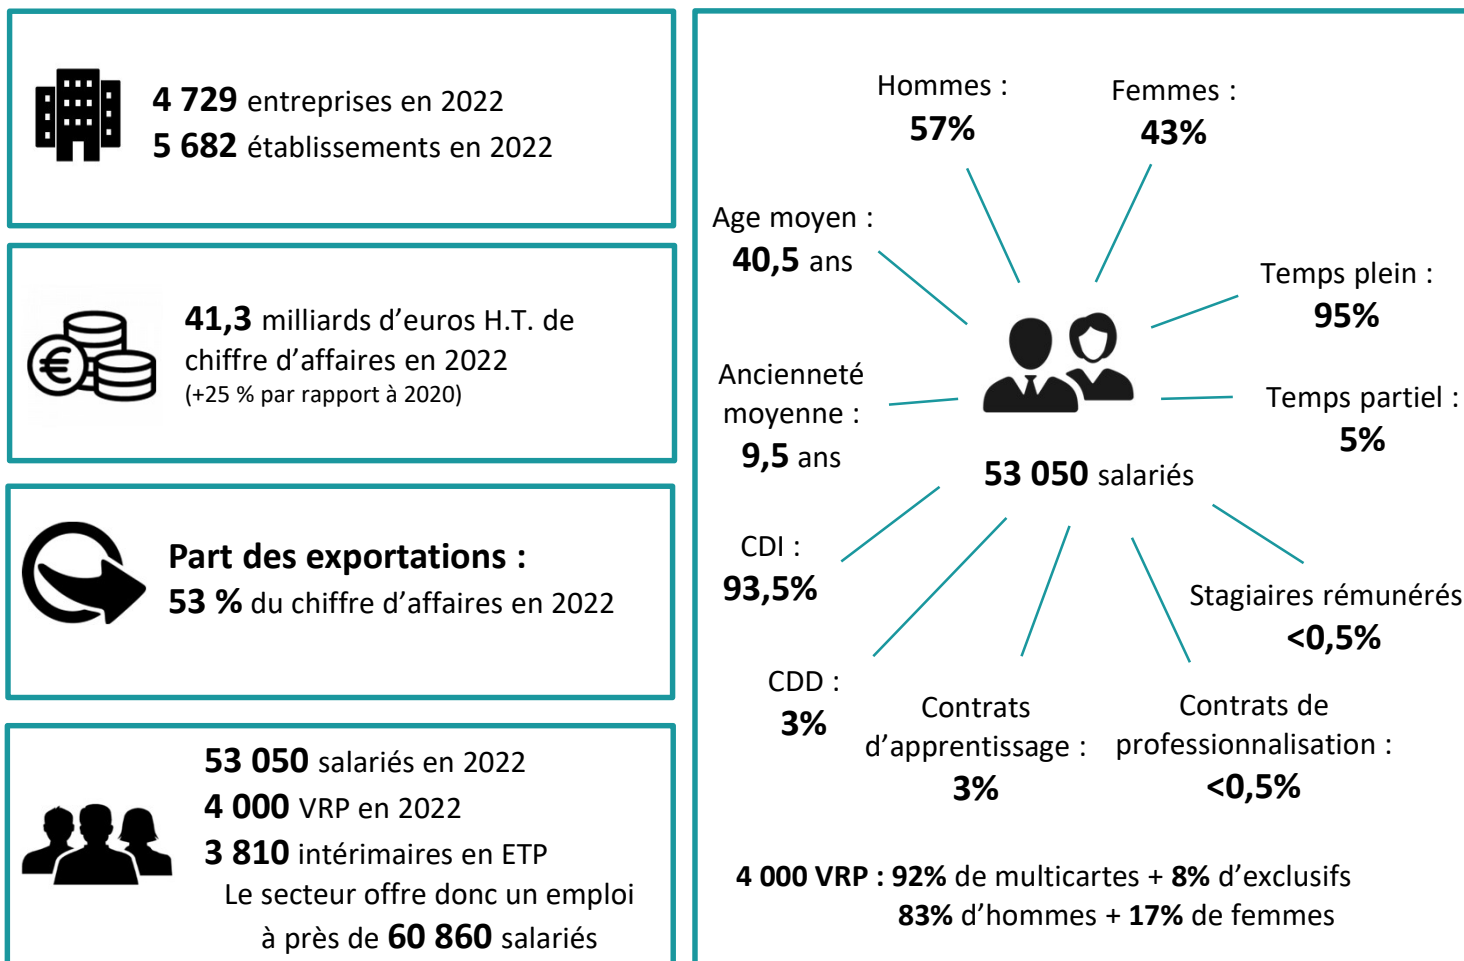 4 729 entreprises en 2022
5 682 établissements en 2022
41,3 milliards d’euros H.T. de
chiffre d’affaires en 2022
(+25 % par rapport à 2020)
Part des exportations :
53 % du chiffre d’affaires en 2022
53 050 salariés en 2022
4 000 VRP en 2022
3 810 intérimaires en ETP
Le secteur offre donc un emploi
à près de 60 860 salariés
Hommes :
57%
Femmes :
43%
Age moyen :
40,5 ans
Temps plein :
95%
Ancienneté
moyenne :
9,5 ans
Temps partiel :
5%
53 050 salariés
CDI :
93,5%
Stagiaires rémunérés
<0,5%
CDD :
3%
Contrats
d’apprentissage :
3%
Contrats de
professionnalisation :
<0,5%
4 000 VRP : 92% de multicartes + 8% d’exclusifs
83% d’hommes + 17% de femmes